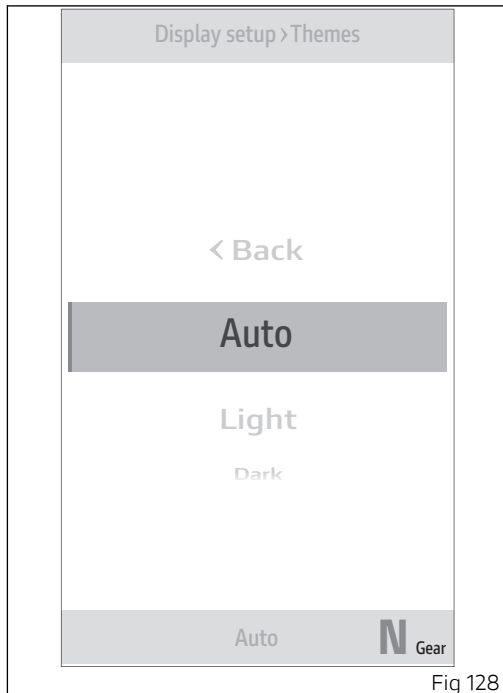 Display setup › Themes
< Back
Auto
Light
Dark
Auto
N Gear
Fig 128